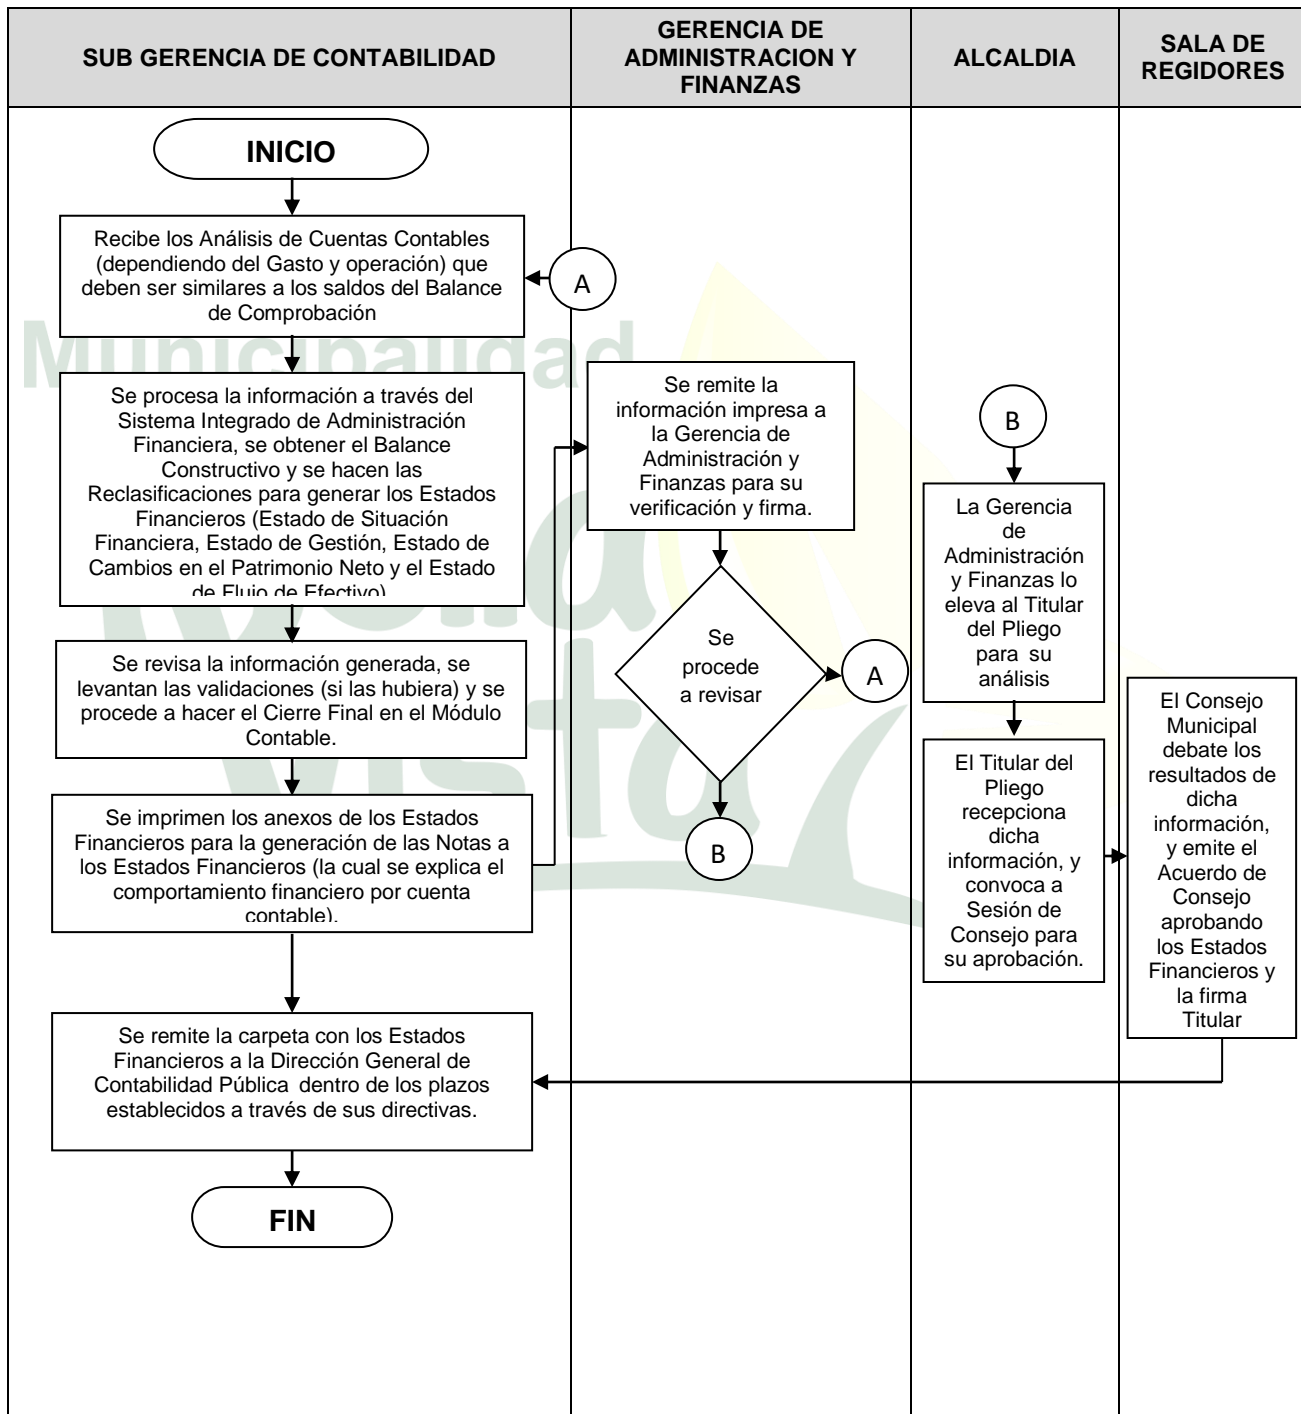 SUB GERENCIA DE CONTABILIDAD
GERENCIA DE
ADMINISTRACION Y
FINANZAS
ALCALDIA
SALA DE
REGIDORES
INICIO
Recibe los Análisis de Cuentas Contables
(dependiendo del Gasto y operación) que
deben ser similares a los saldos del Balance
de Comprobación
A
Municipalidad
Se procesa la información a través del
Sistema Integrado de Administración
Financiera, se obtener el Balance
Constructivo y se hacen las
Reclasificaciones para generar los Estados
Financieros (Estado de Situación
Financiera, Estado de Gestión, Estado de
Cambios en el Patrimonio Neto y el Estado
de Flujo de Efectivo)
Se revisa la información generada, se
levantan las validaciones (si las hubiera) y se
procede a hacer el Cierre Final en el Módulo
Contable.
Se imprimen los anexos de los Estados
Financieros para la generación de las Notas a
los Estados Financieros (la cual se explica el
comportamiento financiero por cuenta
contable).
Se remite la carpeta con los Estados
Financieros a la Dirección General de
Contabilidad Pública dentro de los plazos
establecidos a través de sus directivas.
FIN
Se remite la
información impresa a
la Gerencia de
Administración y
Finanzas para su
verificación y firma.
Se
procede
a revisar
A
B
B
La Gerencia
de
Administración
y Finanzas lo
eleva al Titular
del Pliego
para su
análisis
El Titular del
Pliego
recepciona
dicha
información, y
convoca a
Sesión de
Consejo para
su aprobación.
El Consejo
Municipal
debate los
resultados de
dicha
información,
y emite el
Acuerdo de
Consejo
aprobando
los Estados
Financieros y
la firma
Titular
Vista